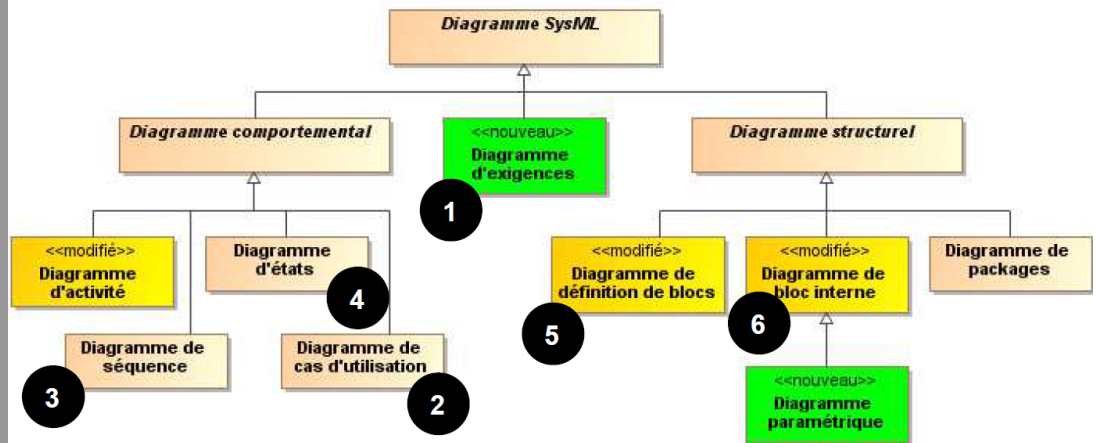 Diagramme SysML
Diagramme comportemental
<<nouveau>>
Diagramme
d'exigences
Diagramme structurel
1
<<modifié>>
Diagramme
d'activité
Diagramme
d'états
4
Diagramme de
séquence
3
Diagramme de
cas d'utilisation
2
<<modifié>>
Diagramme de
définition de blocs
5
<<modifié>>
Diagramme de
bloc interne
6
Diagramme de
packages
<<nouveau>>
Diagramme
paramétrique